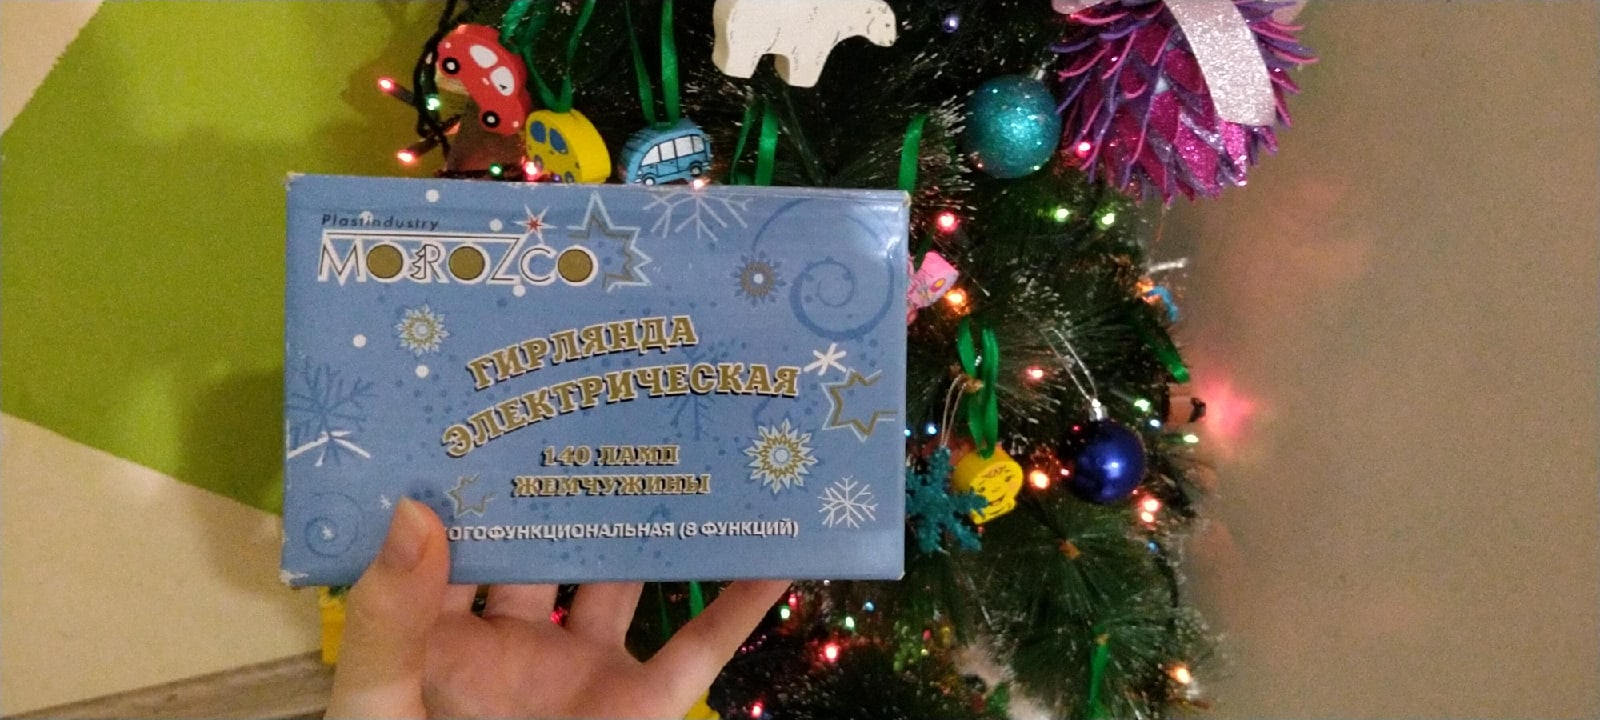 Plastindustry
MOROZCO
ГИРЛЯНДА
ЭЛЕКТРИЧЕСКАЯ
140 ЛАМП
ЖЕМЧУЖИНЫ
ОГОФУНКЦИОНАЛЬНАЯ (8 ФУНКЦИЙ)